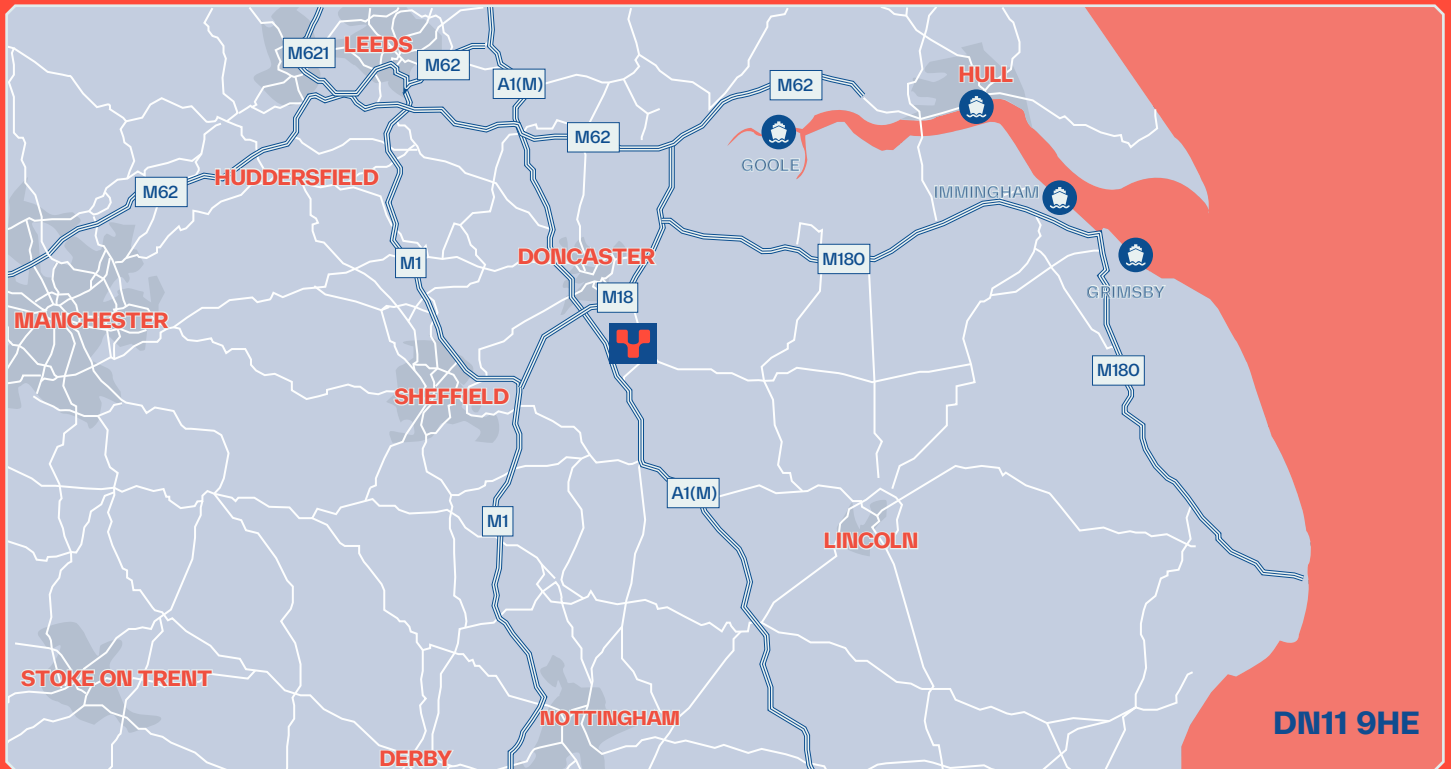 LEEDS
M621
M62
HULL
A1(M)
M62
M62
GOOLE
HUDDERSFIELD
M62
IMMINGHAM
DONCASTER
M1
M180
GRIMSBY
M18
MANCHESTER
M180
SHEFFIELD
A1(M)
M1
LINCOLN
STOKE ON TRENT
NOTTINGHAM
DN11 9HE
DERBY